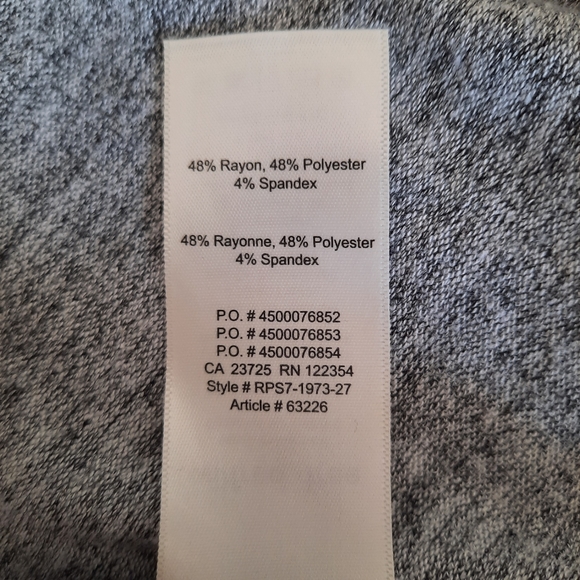 48% Rayon, 48% Polyester
4% Spandex
48% Rayonne, 48% Polyester
4% Spandex
P.O. # 4500076852
P.O. # 4500076853
P.O. # 4500076854
CA 23725 RN 122354
Style # RPS7-1973-27
Article # 63226